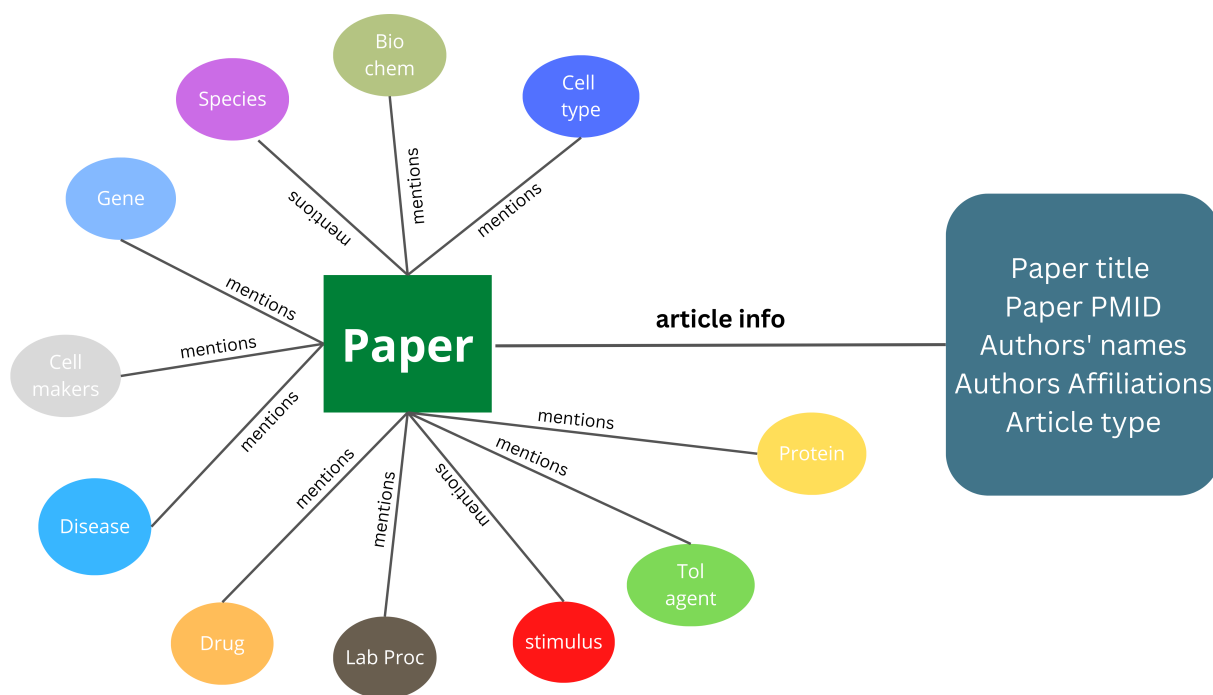 Bio
chem
Cell
type
Species
mentions
mentions
mentions
Gene
mentions
Paper title
Paper PMID
Authors' names
Authors Affiliations
Article type
article info
Paper
mentions
Cell
makers
mentions
mentions
Protein
mentions
mentions
mentions
mentions
Disease
Tol
agent
Drug
Lab Proc
stimulus